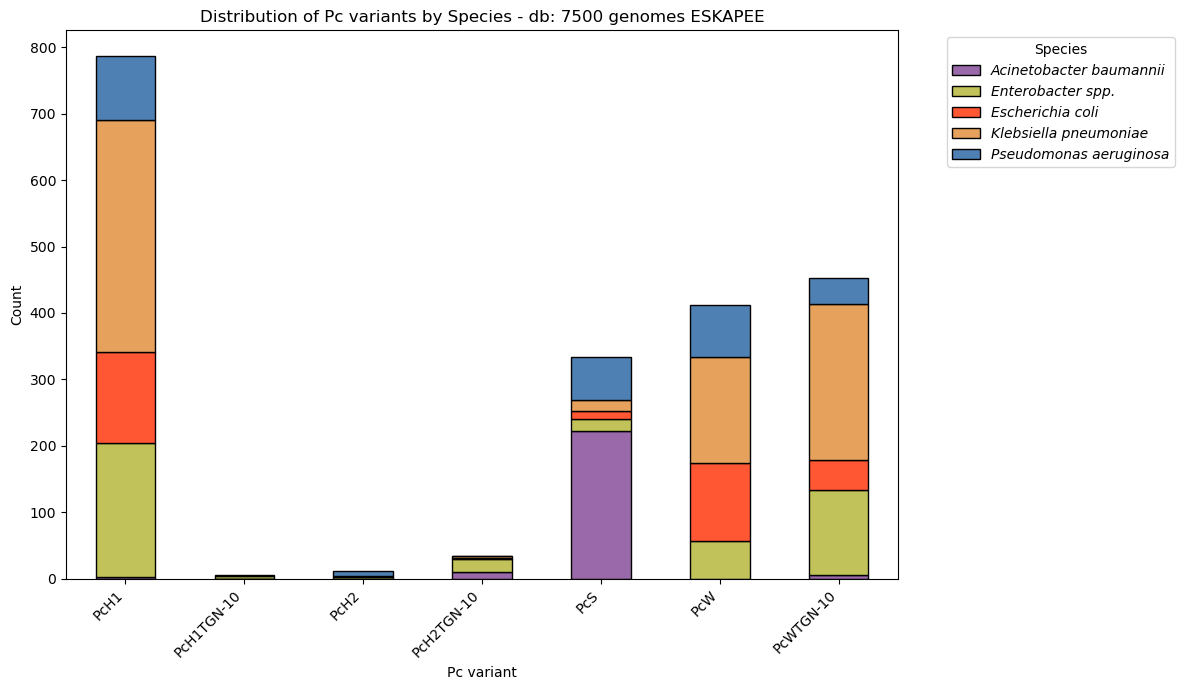 Distribution of Pc variants by Species - db: 7500 genomes ESKAPEE
Count
800
700
600
500
400
300
200
100
0
PcH1
PcH1TGN-10
PcH2
PcH2TGN-10
PcS
PcW
PcWTGN-10
Pc variant
Species
Acinetobacter baumannii
Enterobacter spp.
Escherichia coli
Klebsiella pneumoniae
Pseudomonas aeruginosa